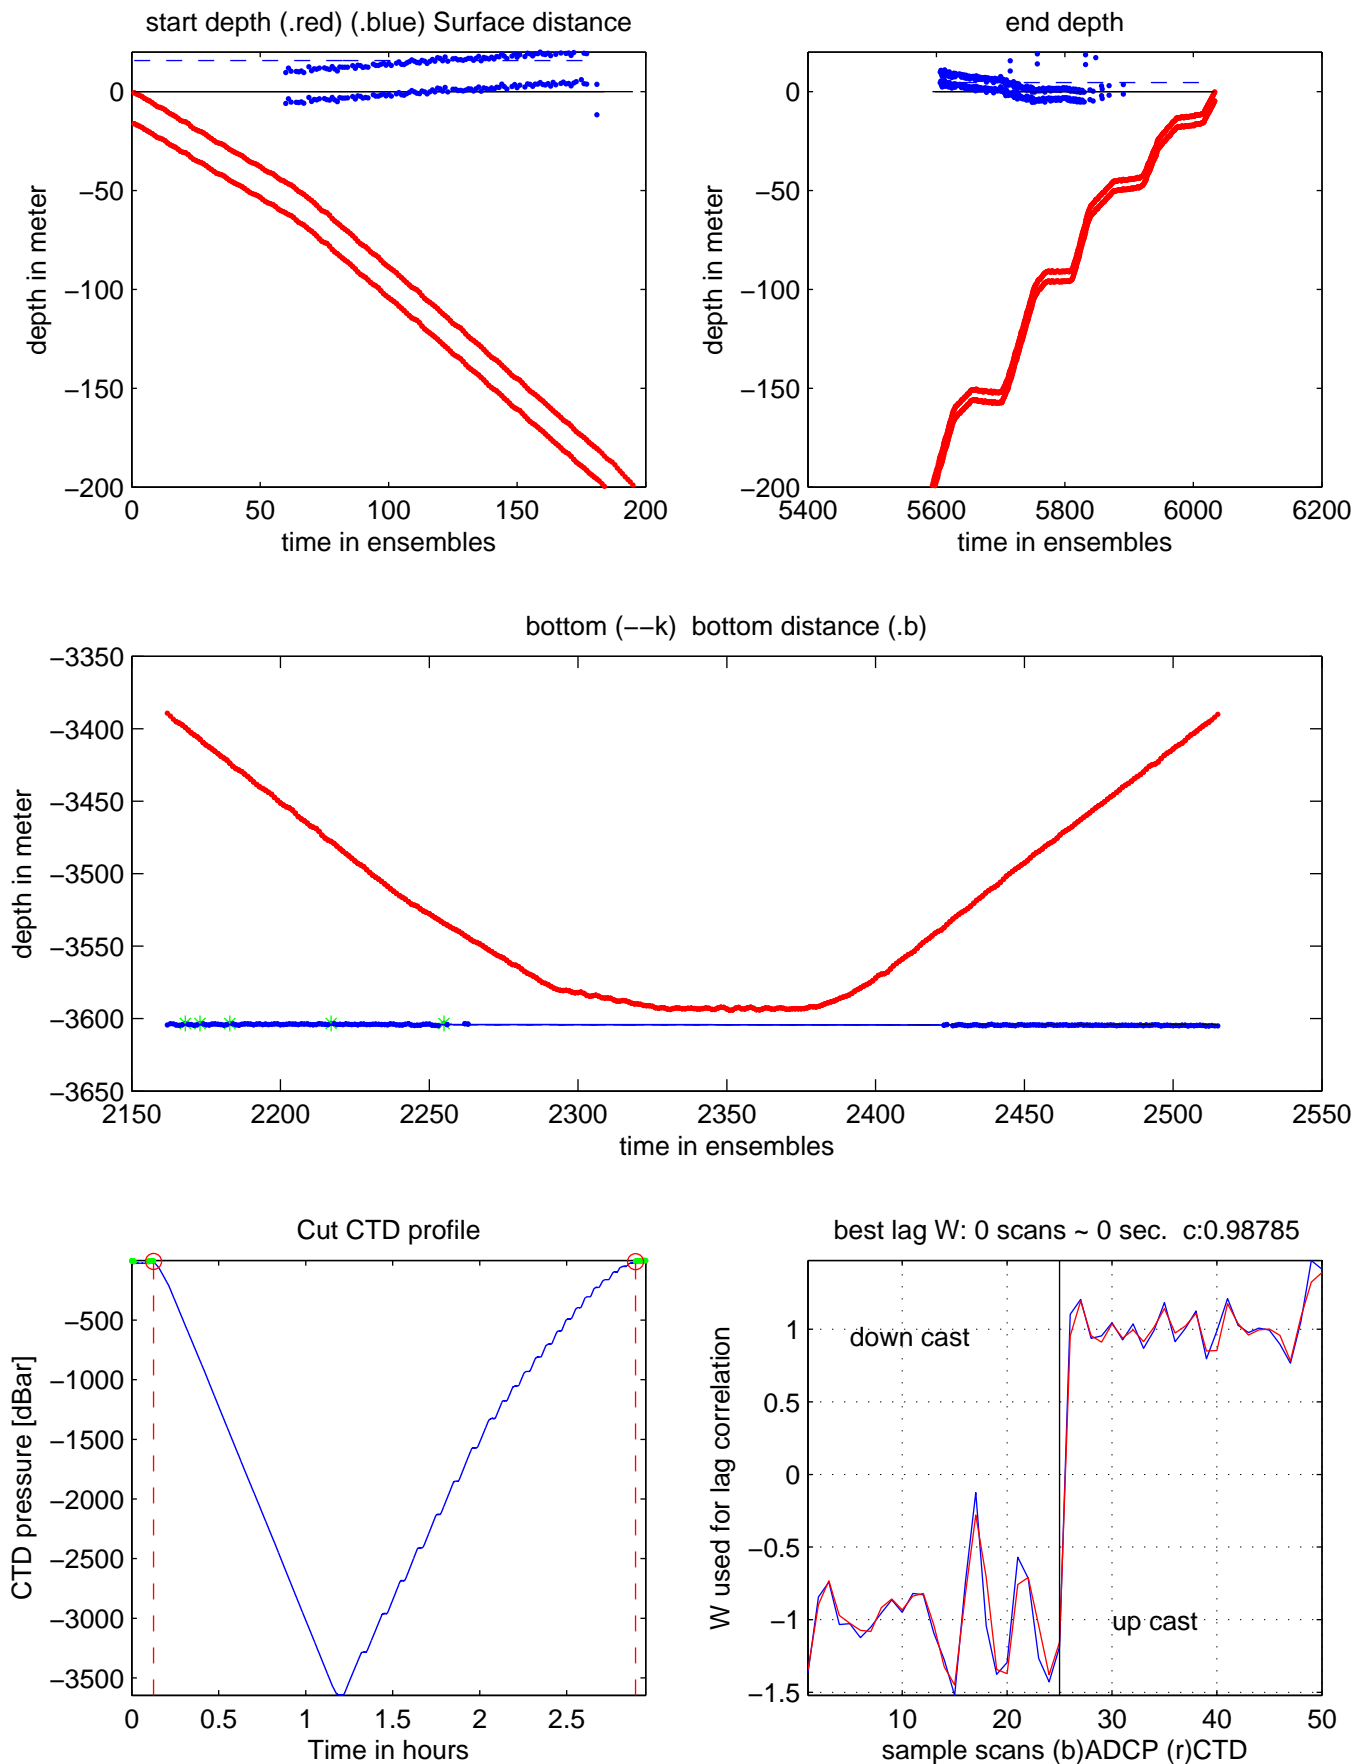 start depth (.red) (.blue) Surface distance
0
−50
−100
−150
−200
depth in meter
0 50 100 150 200
time in ensembles
end depth
0
−50
−100
−150
−200
depth in meter
5400 5600 5800 6000 6200
time in ensembles
bottom (−−k)  bottom distance (.b)
−3350
−3400
−3450
−3500
−3550
−3600
−3650
depth in meter
2150 2200 2250 2300 2350 2400 2450 2500 2550
time in ensembles
Cut CTD profile
−500
−1000
−1500
−2000
−2500
−3000
−3500
CTD pressure [dBar]
0 0.5 1 1.5 2 2.5
Time in hours
best lag W: 0 scans ~ 0 sec.  c:0.98785
1
0.5
0
−0.5
−1
−1.5
W used for lag correlation
down cast
up cast
10 20 30 40 50
sample scans (b)ADCP (r)CTD